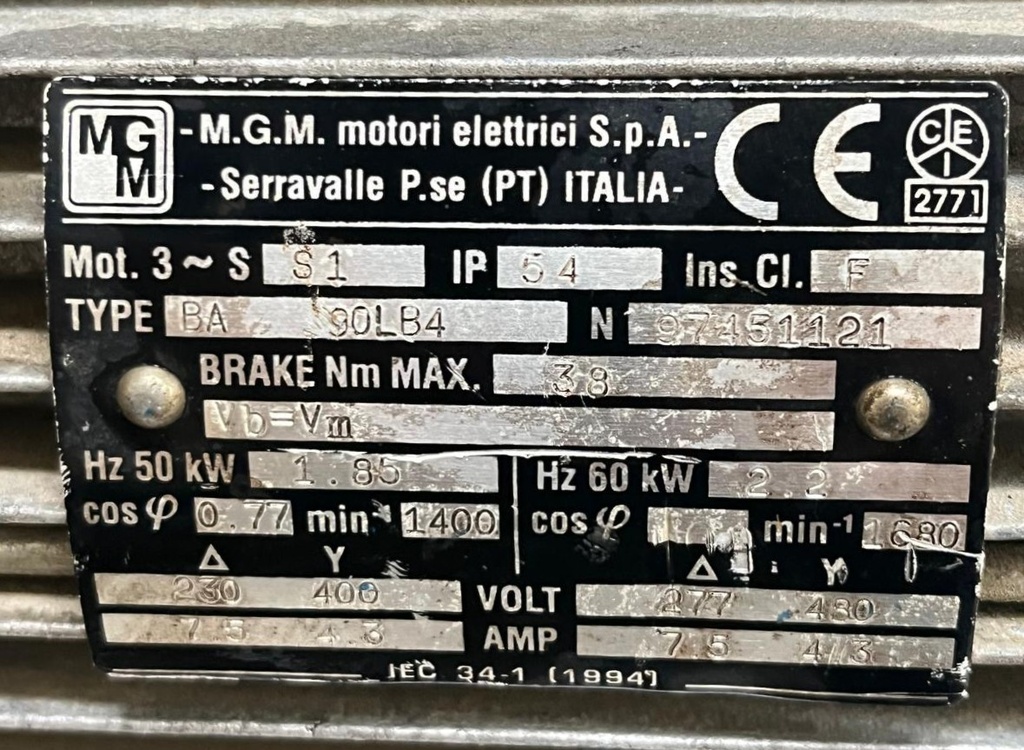 MGM - M.G.M. motori elettrici S.p.A.- CE CEI
- Serravalle P.se (PT) ITALIA- 2771
Mot. 3 ~ S S1 IP 54 Ins. Cl. F
TYPE BA 90LB4 N 97451121
BRAKE Nm MAX. 38
Vb=Vm
Hz 50 kW 1.85 Hz 60 kW 2.2
cos φ 0.77 min⁻¹ 1400 cos φ min-1 1680
Δ Y Δ Y
230 400 VOLT 277 480
7.5 4.3 AMP 7.5 4.3
IEC 34-1 (1994)